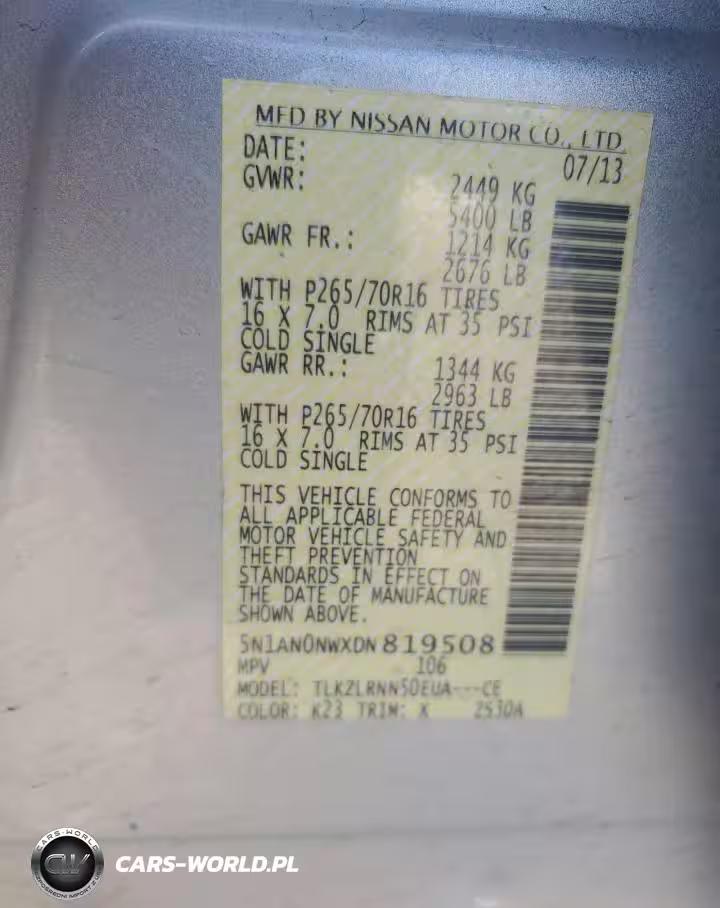 MFD BY NISSAN MOTOR CO., LTD.
DATE: 07/13
GVWR: 2449 KG
5400 LB
GAWR FR.: 1214 KG
2676 LB
WITH P265/70R16 TIRES
16 X 7.0 RIMS AT 35 PSI
COLD SINGLE
GAWR RR.: 1344 KG
2963 LB
WITH P265/70R16 TIRES
16 X 7.0 RIMS AT 35 PSI
COLD SINGLE
THIS VEHICLE CONFORMS TO
ALL APPLICABLE FEDERAL
MOTOR VEHICLE SAFETY AND
THEFT PREVENTION
STANDARDS IN EFFECT ON
THE DATE OF MANUFACTURE
SHOWN ABOVE.
5N1AN0NWXDN819508
MPV 106
MODEL: TLKZLRNN50EUA---CE
COLOR: K23 TRIM: X 2530A
CARS-WORLD
CW
CARS-WORLD.PL